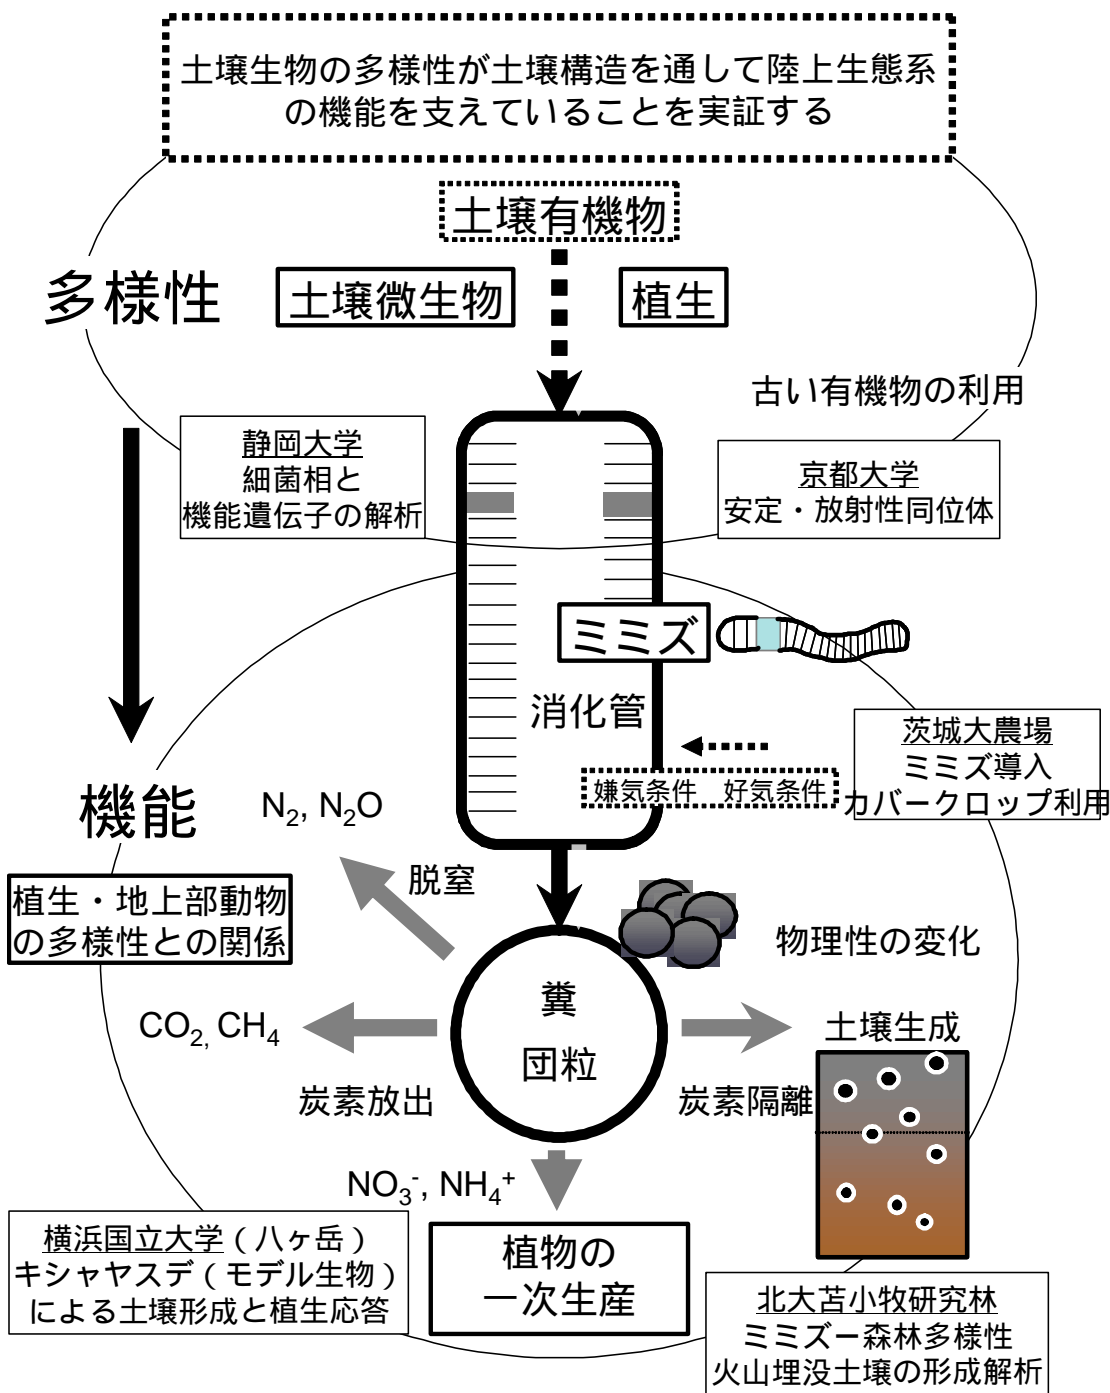 土壌生物の多様性が土壌構造を通して陸上生態系
の機能を支えていることを実証する
土壌有機物
多様性
土壌微生物
植生
古い有機物の利用
静岡大学
細菌相と
機能遺伝子の解析
京都大学
安定・放射性同位体
ミミズ
消化管
茨城大農場
ミミズ導入
カバークロップ利用
嫌気条件 好気条件
機能
N₂, N₂O
脱窒
植生・地上部動物
の多様性との関係
物理性の変化
糞
団粒
CO₂, CH₄
炭素放出
土壌生成
炭素隔離
NO₃⁻, NH₄⁺
横浜国立大学（八ヶ岳）
キシャヤスデ（モデル生物）
による土壌形成と植生応答
植物の
一次生産
北大苫小牧研究林
ミミズー森林多様性
火山埋没土壌の形成解析